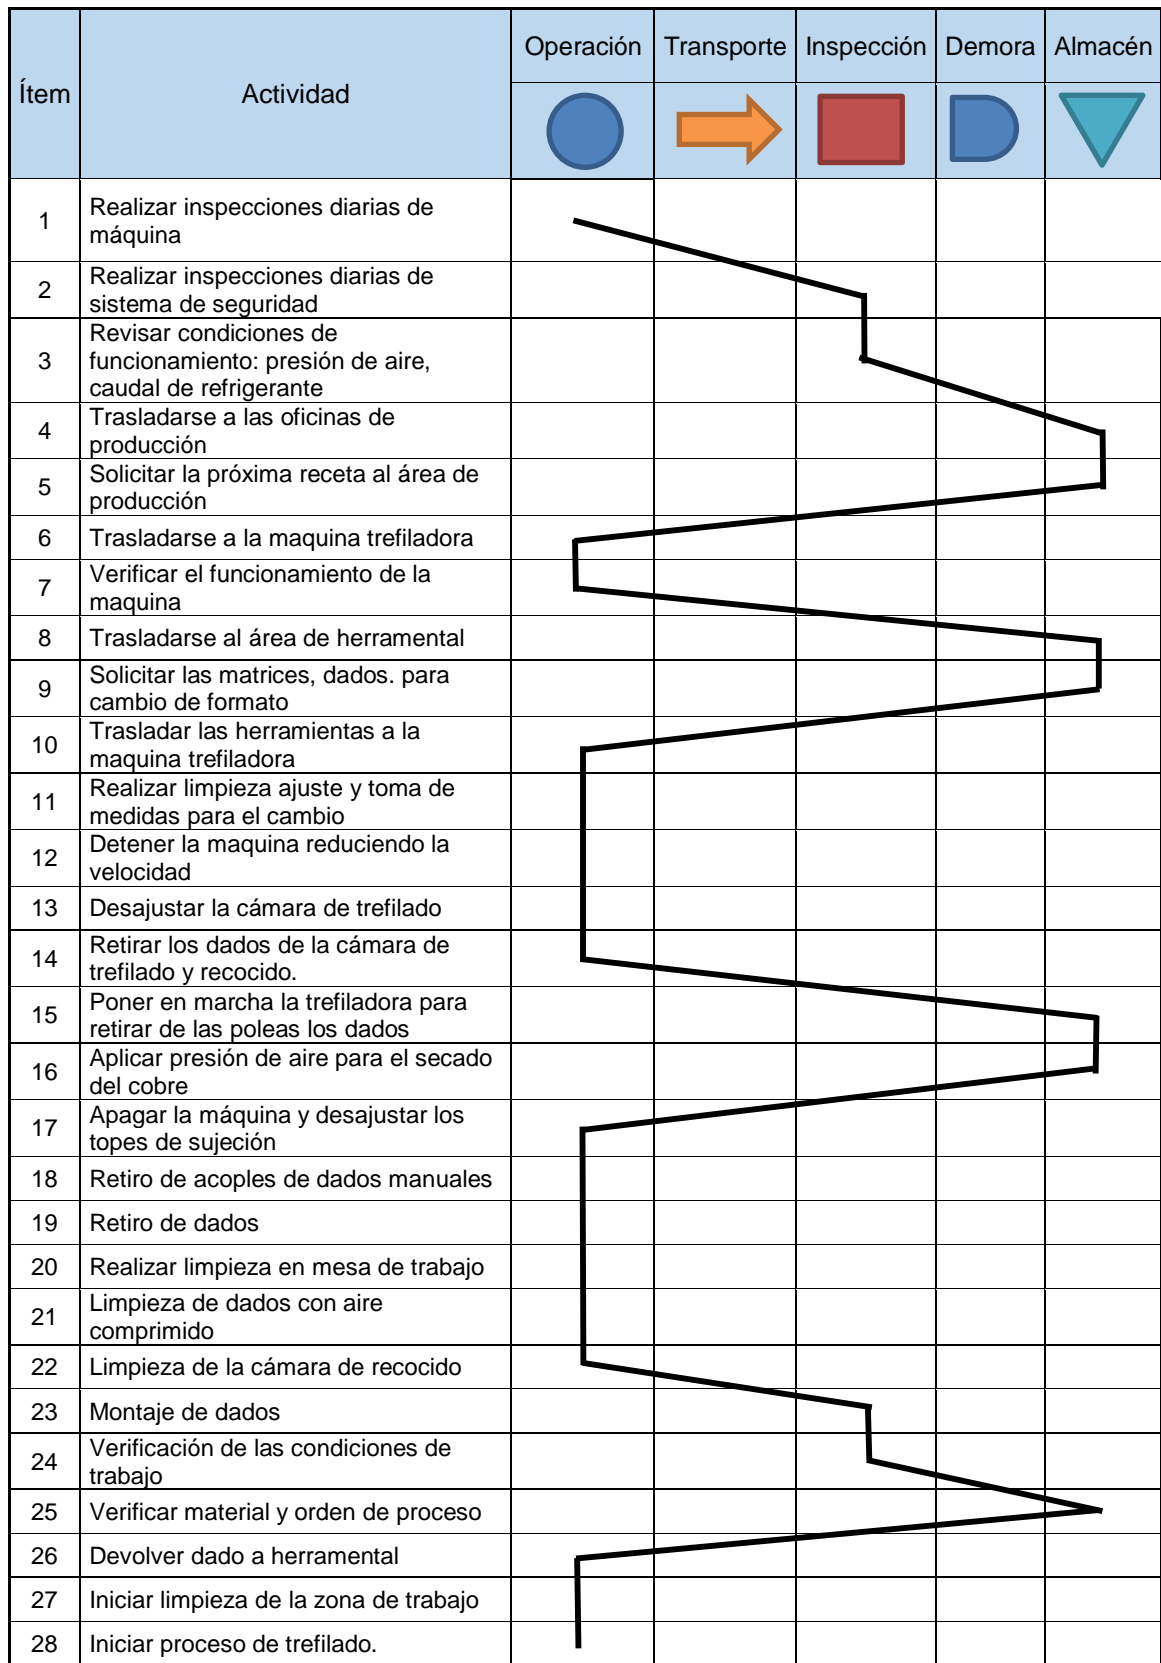 Ítem
Actividad
Operación
Transporte
Inspección
Demora
Almacén
1
Realizar inspecciones diarias de
máquina
2
Realizar inspecciones diarias de
sistema de seguridad
3
Revisar condiciones de
funcionamiento: presión de aire,
caudal de refrigerante
4
Trasladarse a las oficinas de
producción
5
Solicitar la próxima receta al área de
producción
6
Trasladarse a la maquina trefiladora
7
Verificar el funcionamiento de la
maquina
8
Trasladarse al área de herramental
9
Solicitar las matrices, dados. para
cambio de formato
10
Trasladar las herramientas a la
maquina trefiladora
11
Realizar limpieza ajuste y toma de
medidas para el cambio
12
Detener la maquina reduciendo la
velocidad
13
Desajustar la cámara de trefilado
14
Retirar los dados de la cámara de
trefilado y recocido.
15
Poner en marcha la trefiladora para
retirar de las poleas los dados
16
Aplicar presión de aire para el secado
del cobre
17
Apagar la máquina y desajustar los
topes de sujeción
18
Retiro de acoples de dados manuales
19
Retiro de dados
20
Realizar limpieza en mesa de trabajo
21
Limpieza de dados con aire
comprimido
22
Limpieza de la cámara de recocido
23
Montaje de dados
24
Verificación de las condiciones de
trabajo
25
Verificar material y orden de proceso
26
Devolver dado a herramental
27
Iniciar limpieza de la zona de trabajo
28
Iniciar proceso de trefilado.